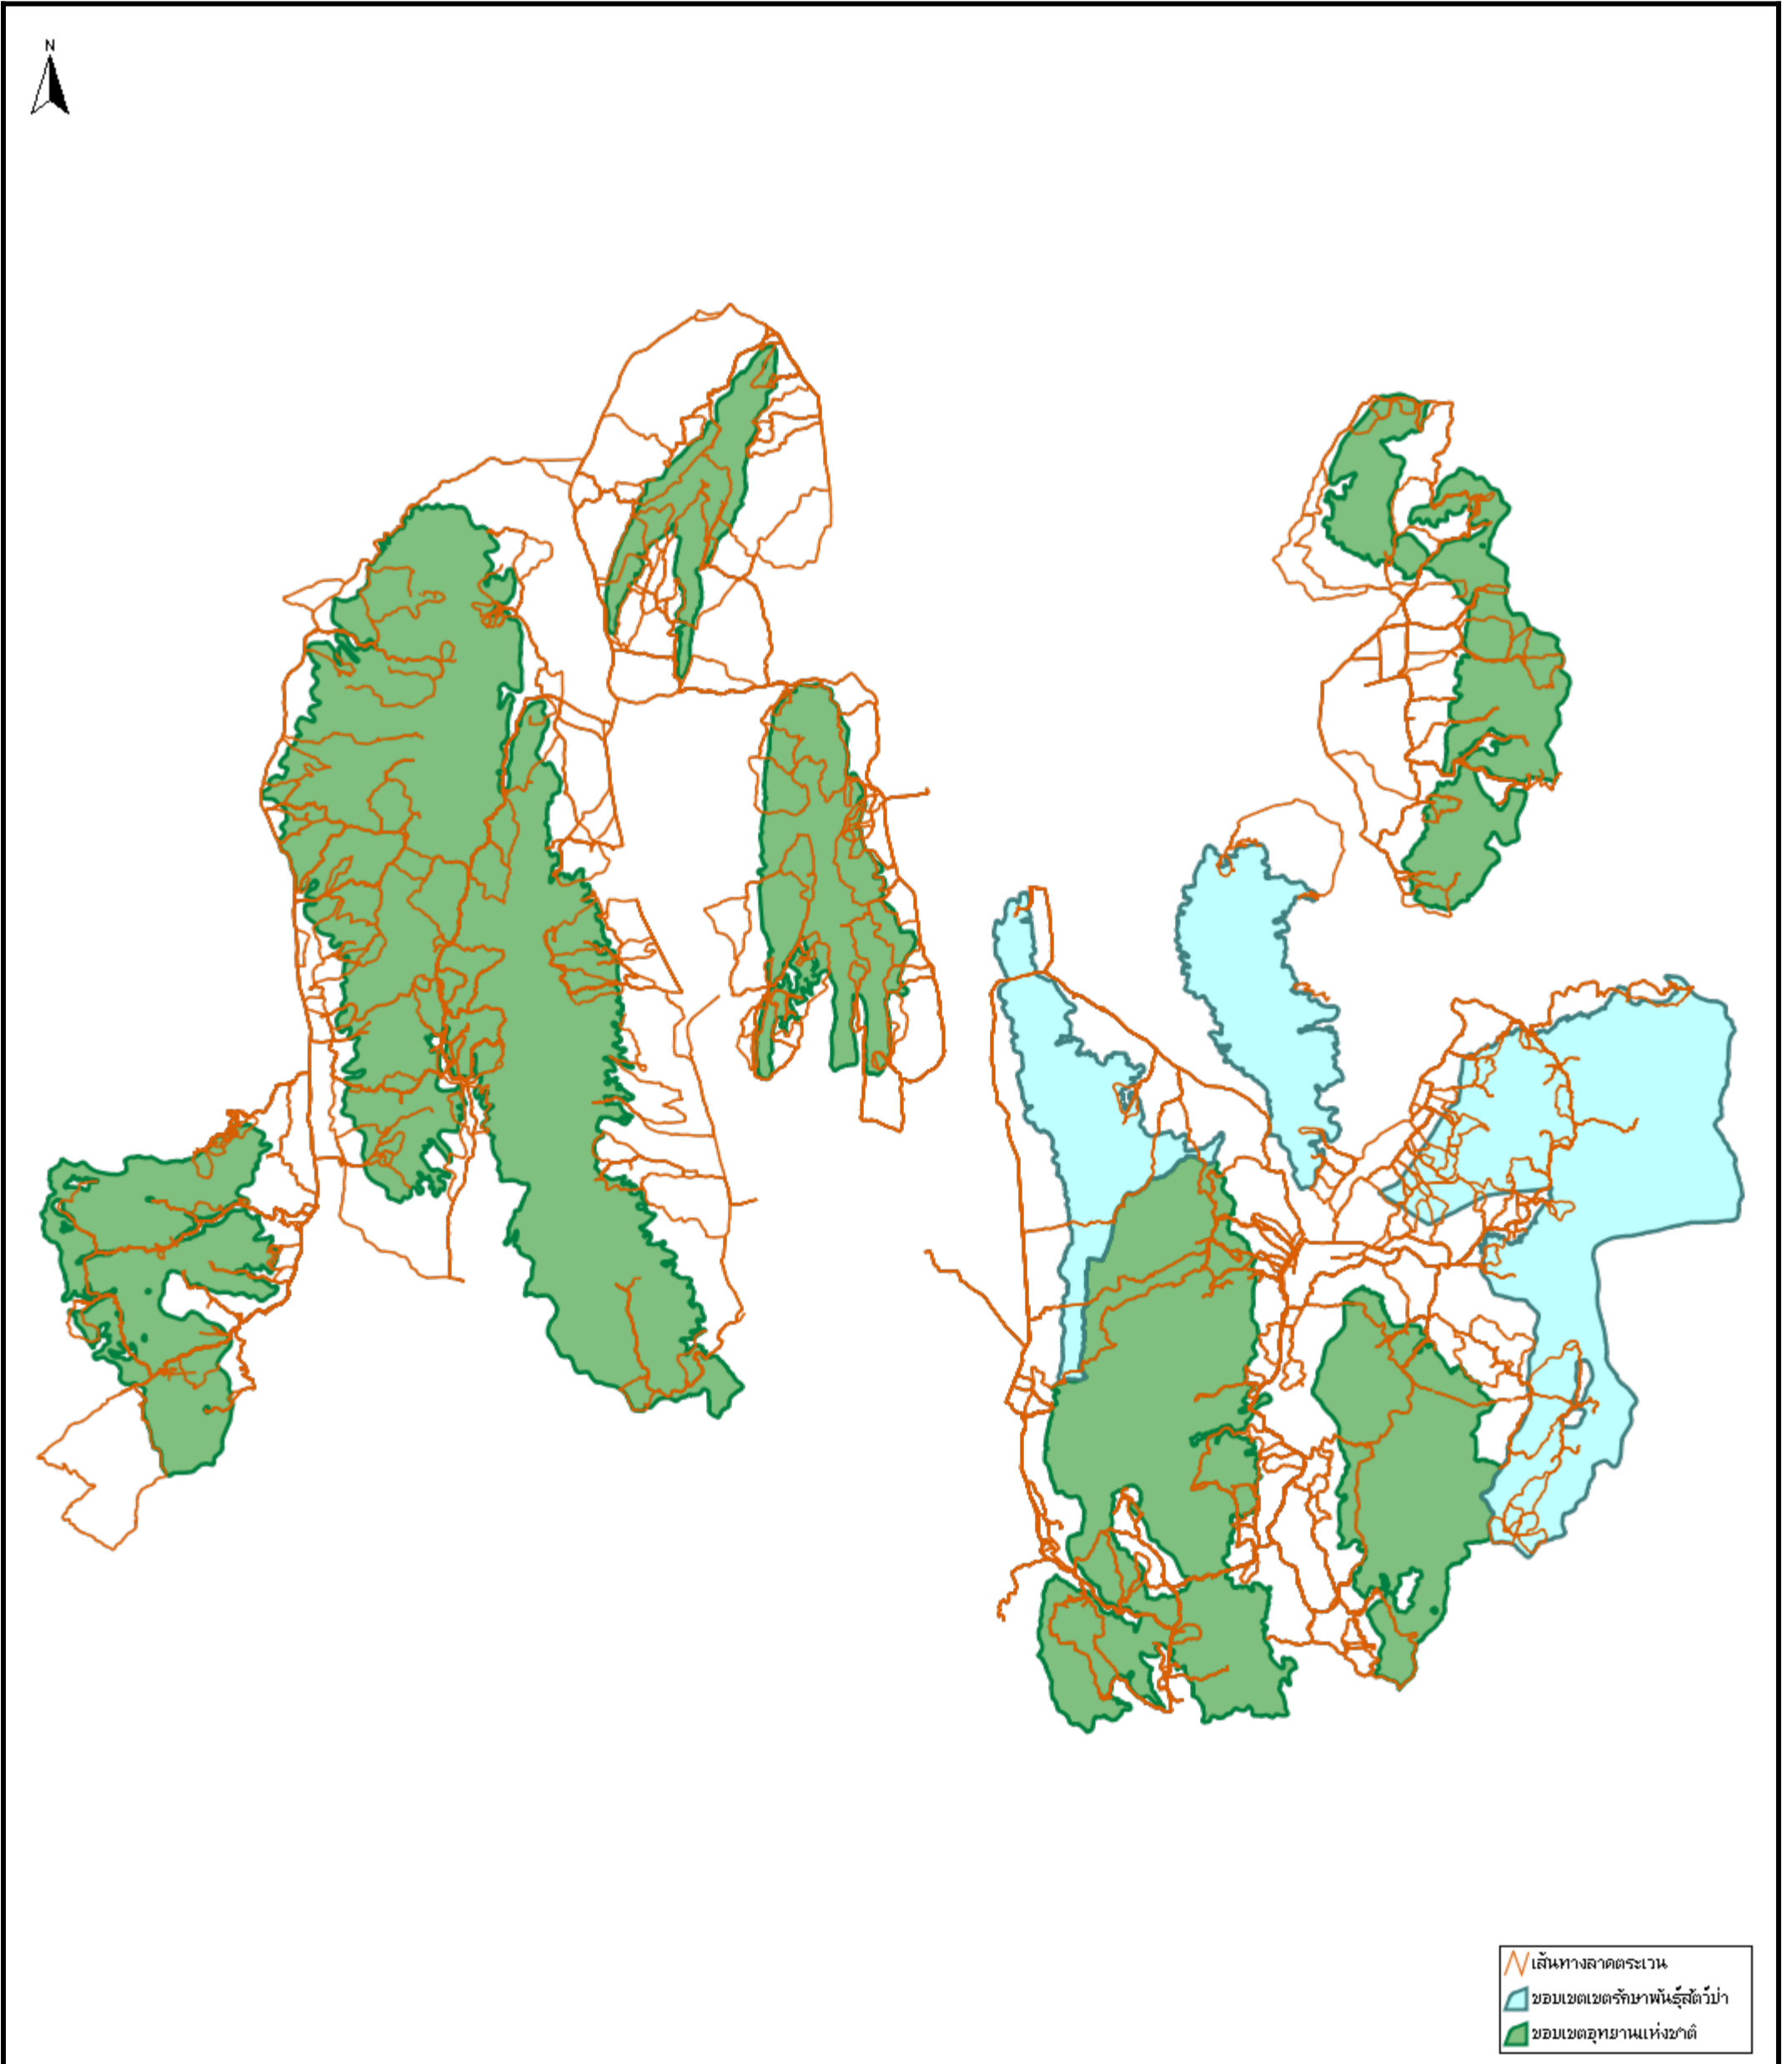 N
เส้นทางลาดตระเวน
ขอบเขตเขตรักษาพันธุ์สัตว์ป่า
ขอบเขตอุทยานแห่งชาติ